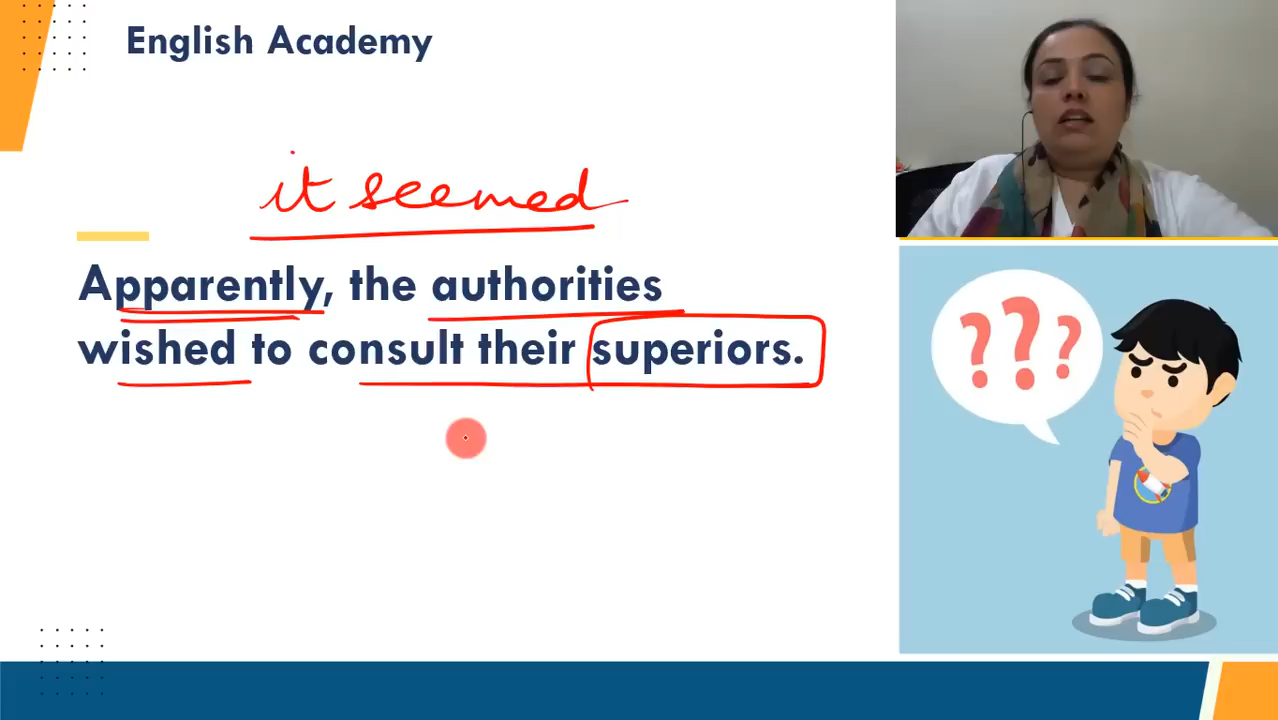 English Academy
it seemed
Apparently, the authorities
wished to consult their superiors.
???